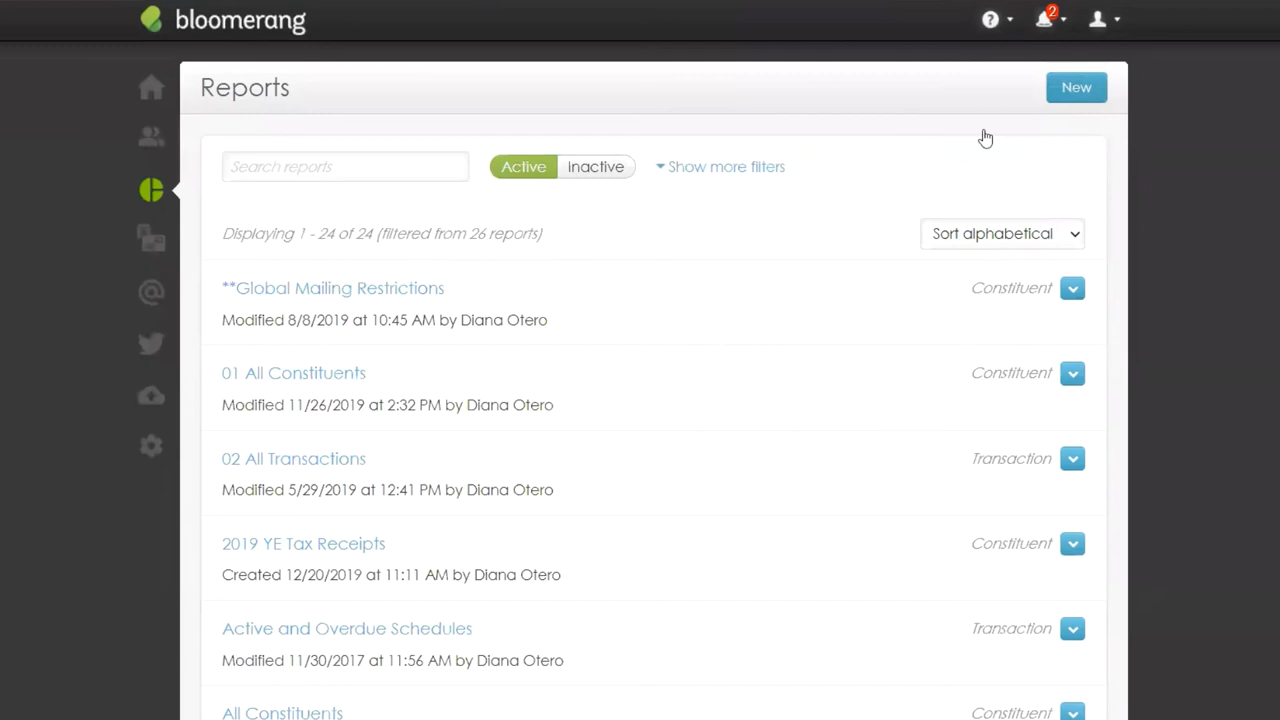 bloomerang
? 2
Reports
New
Search reports
Active Inactive Show more filters
Displaying 1 - 24 of 24 (filtered from 26 reports)
Sort alphabetical
**Global Mailing Restrictions
Constituent
Modified 8/8/2019 at 10:45 AM by Diana Otero
01 All Constituents
Constituent
Modified 11/26/2019 at 2:32 PM by Diana Otero
02 All Transactions
Transaction
Modified 5/29/2019 at 12:41 PM by Diana Otero
2019 YE Tax Receipts
Constituent
Created 12/20/2019 at 11:11 AM by Diana Otero
Active and Overdue Schedules
Transaction
Modified 11/30/2017 at 11:56 AM by Diana Otero
All Constituents
Constituent